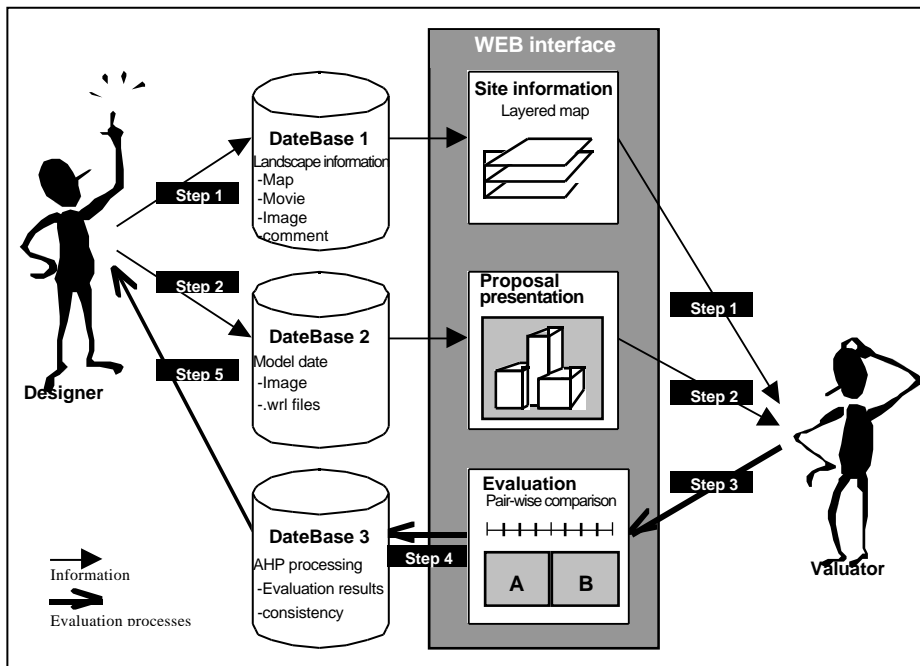 WEB interface
Site information
Layered map
DateBase 1
Landscape information
-Map
-Movie
-Image
-comment
Step 1
Step 2
Proposal
presentation
Step 1
DateBase 2
Model date
-Image
-.wrl files
Step 5
Designer
Step 2
Evaluation
Pair-wise comparison
A
B
Step 3
DateBase 3
AHP processing
-Evaluation results
-consistency
Step 4
Valuator
Information
Evaluation processes